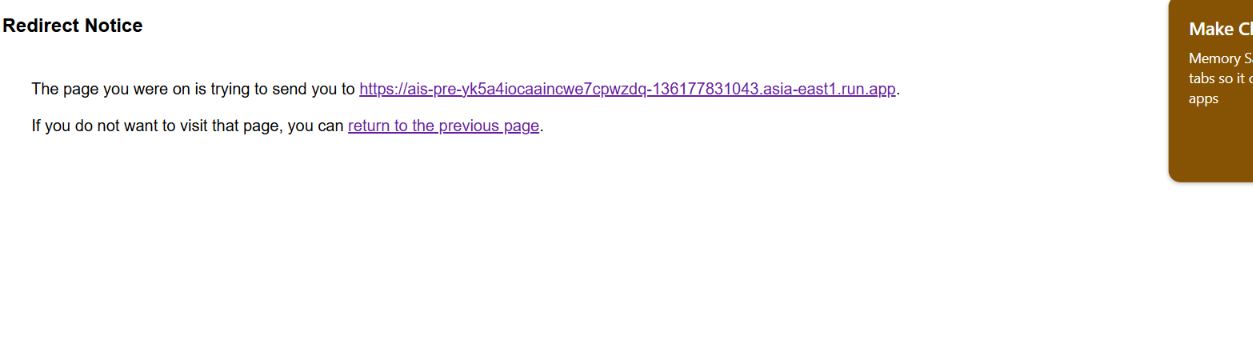 Redirect Notice
The page you were on is trying to send you to https://ais-pre-yk5a4iocaaincwe7cpwzdq-136177831043.asia-east1.run.app.
If you do not want to visit that page, you can return to the previous page.
Make
Memory
tabs so it
apps